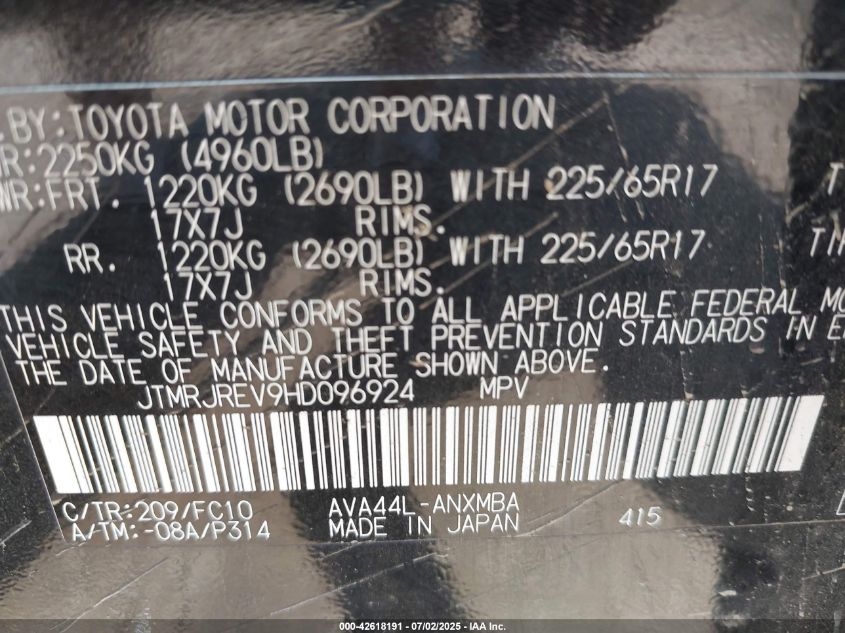 .BY:TOYOTA MOTOR CORPORATION
R:2250KG (4960LB)
WR:FRT. 1220KG (2690LB) WITH 225/65R17
17X7J RIMS.
RR. 1220KG (2690LB) WITH 225/65R17
17X7J RIMS.
THIS VEHICLE CONFORMS TO ALL APPLICABLE FEDERAL MO
VEHICLE SAFETY AND THEFT PREVENTION STANDARDS IN E
THE DATE OF MANUFACTURE SHOWN ABOVE.
JTMRJREV9HD096924 MPV
C/TR:209/FC10 AVA44L-ANXMBA 415
A/TM:-08A/P314 MADE IN JAPAN
000-42618191 - 07/02/2025 - IAA Inc.